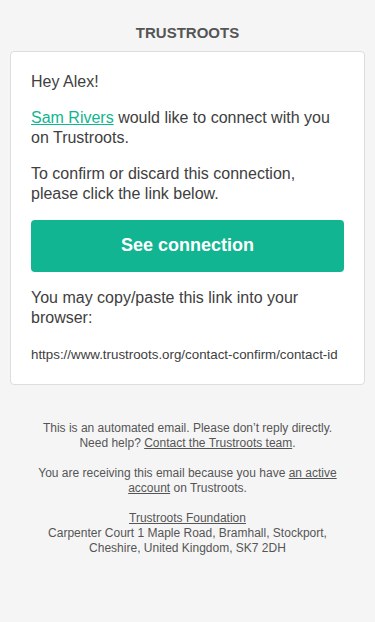 TRUSTROOTS
Hey Alex!
Sam Rivers would like to connect with you
on Trustroots.
To confirm or discard this connection,
please click the link below.
See connection
You may copy/paste this link into your
browser:
https://www.trustroots.org/contact-confirm/contact-id
This is an automated email. Please don’t reply directly.
Need help? Contact the Trustroots team.
You are receiving this email because you have an active
account on Trustroots.
Trustroots Foundation
Carpenter Court 1 Maple Road, Bramhall, Stockport,
Cheshire, United Kingdom, SK7 2DH